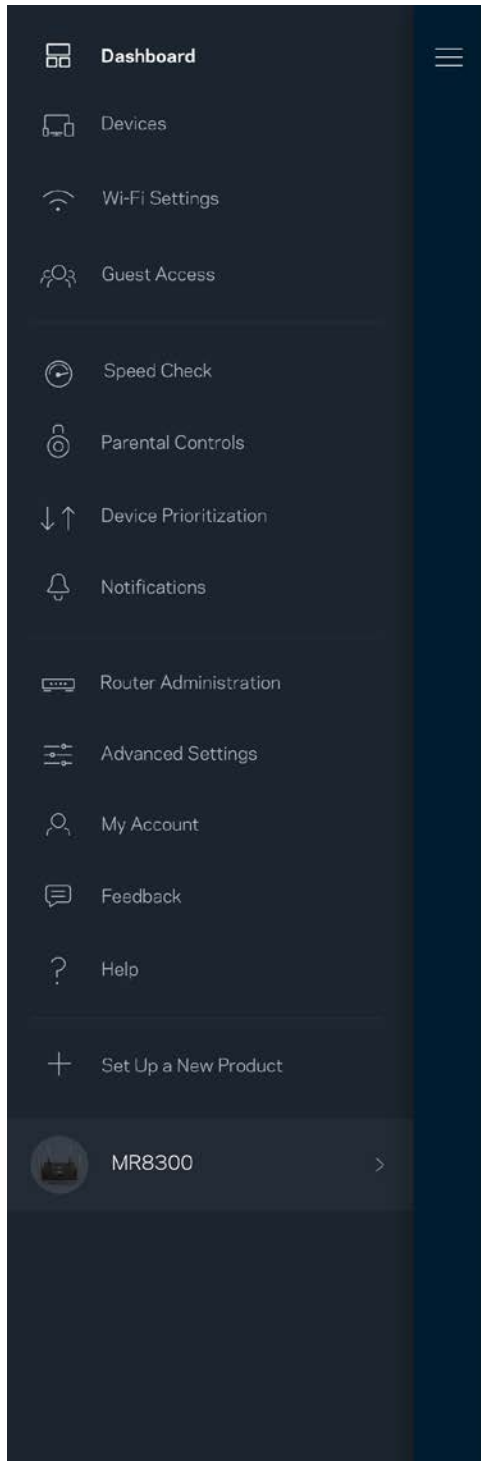 Dashboard
Devices
Wi-Fi Settings
Guest Access
Speed Check
Parental Controls
Device Prioritization
Notifications
Router Administration
Advanced Settings
My Account
Feedback
Help
Set Up a New Product
MR8300